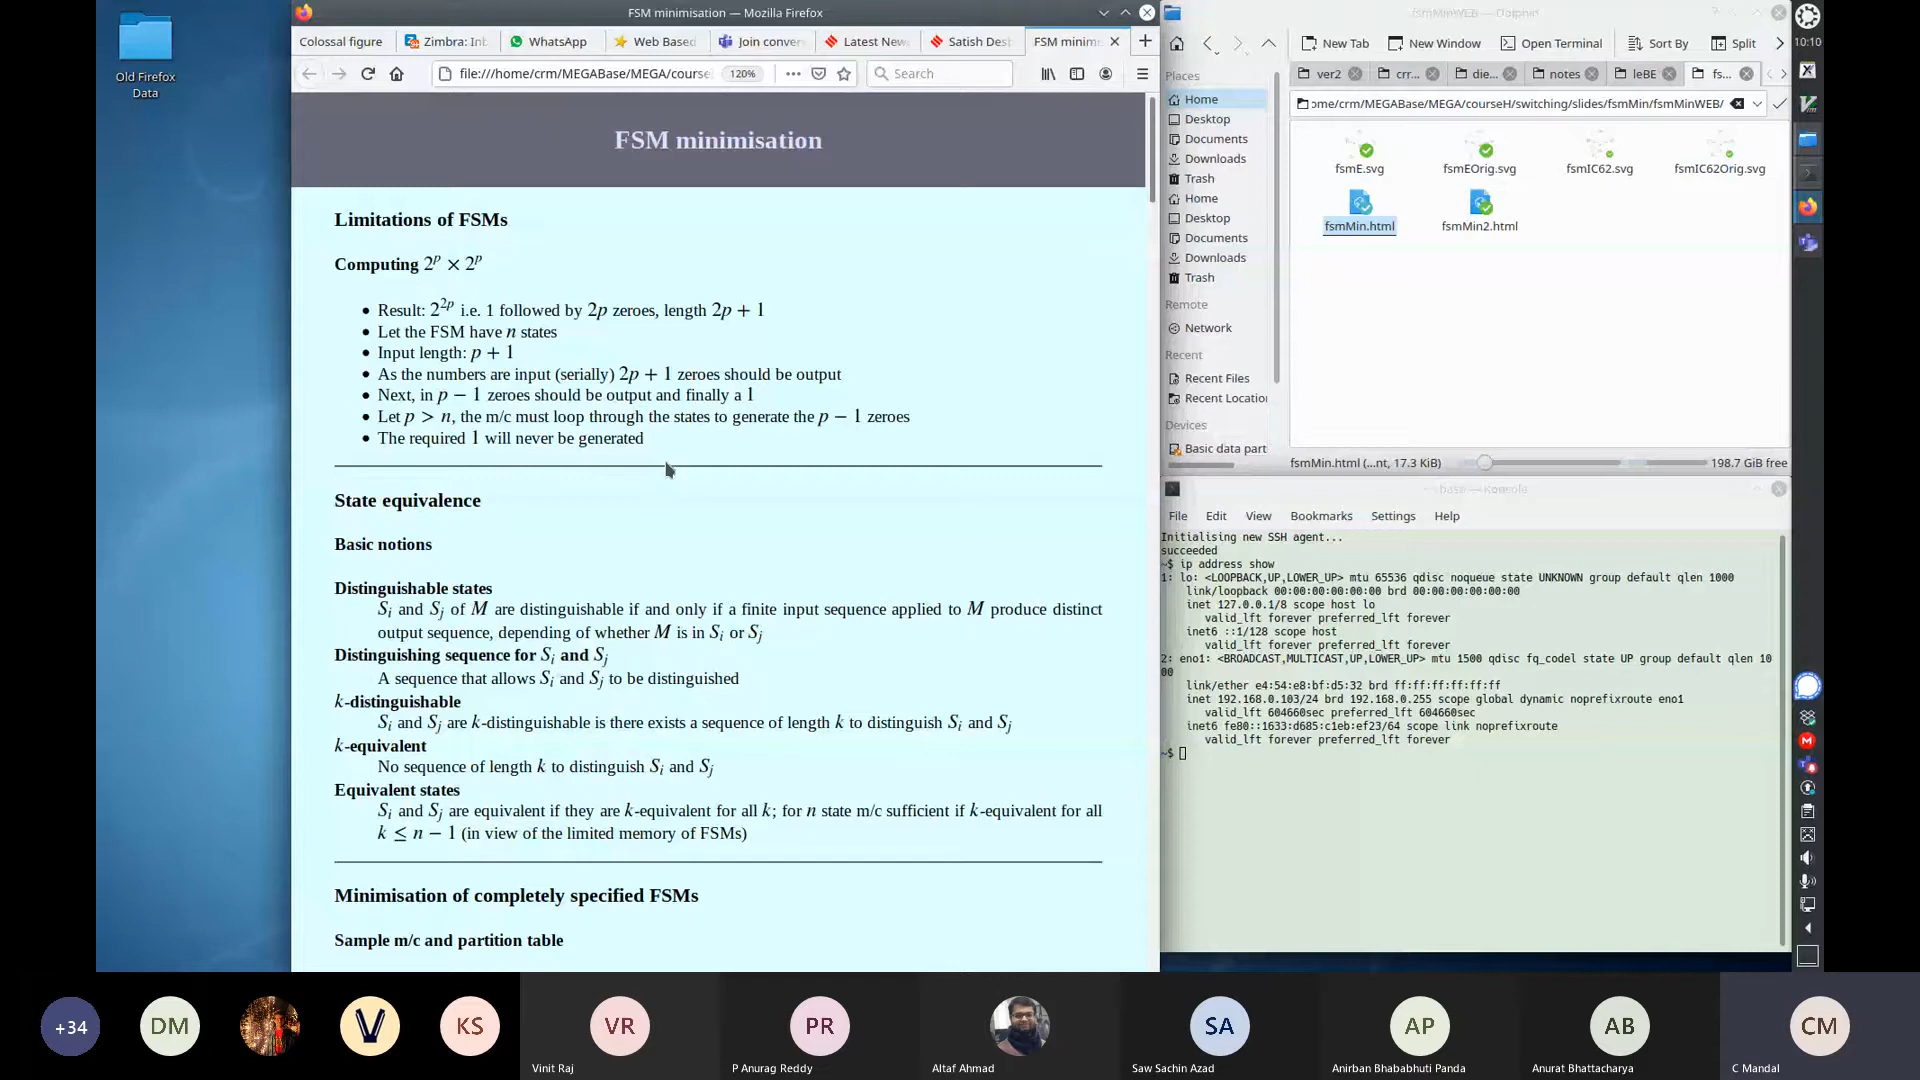 Old Firefox
Data
FSM minimisation — Mozilla Firefox
Colossal figure
Zimbra: Inb
WhatsApp
Web Based
Join conver
Latest New
Satish Des
FSM minim
file:///home/crm/MEGABase/MEGA/course
120%
Search
FSM minimisation
Limitations of FSMs
Computing 2^p × 2^p
• Result: 2^{2p} i.e. 1 followed by 2p zeroes, length 2p + 1
• Let the FSM have n states
• Input length: p + 1
• As the numbers are input (serially) 2p + 1 zeroes should be output
• Next, in p − 1 zeroes should be output and finally a 1
• Let p > n, the m/c must loop through the states to generate the p − 1 zeroes
• The required 1 will never be generated
State equivalence
Basic notions
Distinguishable states
S_i and S_j of M are distinguishable if and only if a finite input sequence applied to M produce distinct
output sequence, depending of whether M is in S_i or S_j
Distinguishing sequence for S_i and S_j
A sequence that allows S_i and S_j to be distinguished
k-distinguishable
S_i and S_j are k-distinguishable is there exists a sequence of length k to distinguish S_i and S_j
k-equivalent
No sequence of length k to distinguish S_i and S_j
Equivalent states
S_i and S_j are equivalent if they are k-equivalent for all k; for n state m/c sufficient if k-equivalent for all
k ≤ n − 1 (in view of the limited memory of FSMs)
Minimisation of completely specified FSMs
Sample m/c and partition table
fsmMinWEB — Dolphin
New Tab
New Window
Open Terminal
Sort By
Split
Places
Home
Desktop
Documents
Downloads
Trash
Home
Desktop
Documents
Downloads
Trash
Remote
Network
Recent
Recent Files
Recent Locatio
Devices
Basic data part
ver2
crr...
die...
notes
leBE
fs...
ome/crm/MEGABase/MEGA/courseH/switching/slides/fsmMin/fsmMinWEB/
fsmE.svg
fsmEOrig.svg
fsmIC62.svg
fsmIC62Orig.svg
fsmMin.html
fsmMin2.html
fsmMin.html (...nt, 17.3 KiB)
198.7 GiB free
base — Konsole
File Edit View Bookmarks Settings Help
Initialising new SSH agent...
succeeded
~$ ip address show
1: lo: <LOOPBACK,UP,LOWER_UP> mtu 65536 qdisc noqueue state UNKNOWN group default qlen 1000
link/loopback 00:00:00:00:00:00 brd 00:00:00:00:00:00
inet 127.0.0.1/8 scope host lo
valid_lft forever preferred_lft forever
inet6 ::1/128 scope host
valid_lft forever preferred_lft forever
2: eno1: <BROADCAST,MULTICAST,UP,LOWER_UP> mtu 1500 qdisc fq_codel state UP group default qlen 10
00
link/ether e4:54:e8:bf:d5:32 brd ff:ff:ff:ff:ff:ff
inet 192.168.0.103/24 brd 192.168.0.255 scope global dynamic noprefixroute eno1
valid_lft 604660sec preferred_lft 604660sec
inet6 fe80::1633:d685:c1eb:ef23/64 scope link noprefixroute
valid_lft forever preferred_lft forever
~$
10:10
+34
DM
V
KS
VR
PR
SA
AP
AB
CM
Vinit Raj
P Anurag Reddy
Altaf Ahmad
Saw Sachin Azad
Anirban Bhababhuti Panda
Anurat Bhattacharya
C Mandal